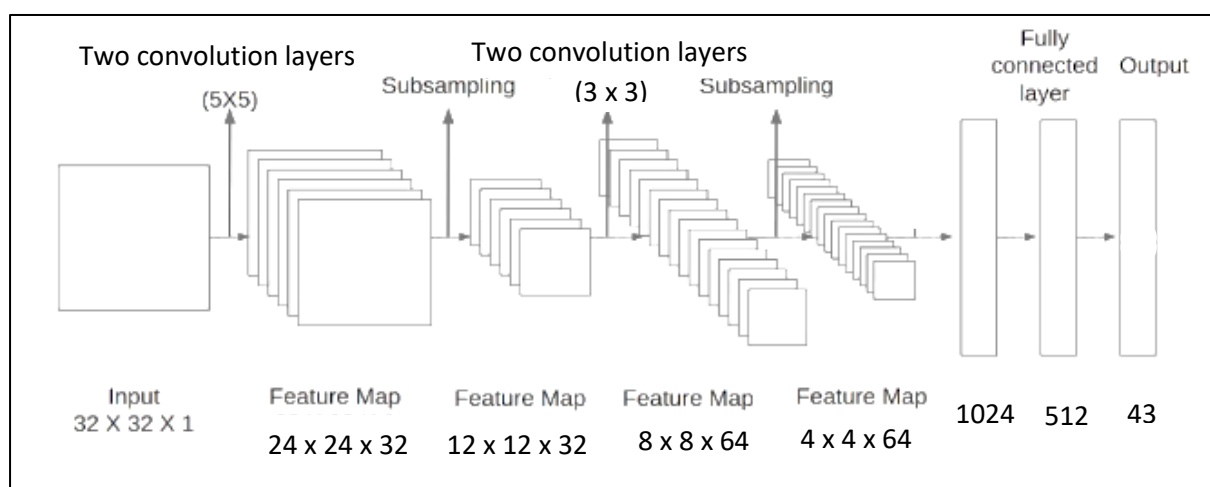 Two convolution layers
(5X5)
Subsampling
Two convolution layers
(3 x 3)
Subsampling
Fully
connected
layer
Output
Input
32 X 32 X 1
Feature Map
24 x 24 x 32
Feature Map
12 x 12 x 32
Feature Map
8 x 8 x 64
Feature Map
4 x 4 x 64
1024
512
43